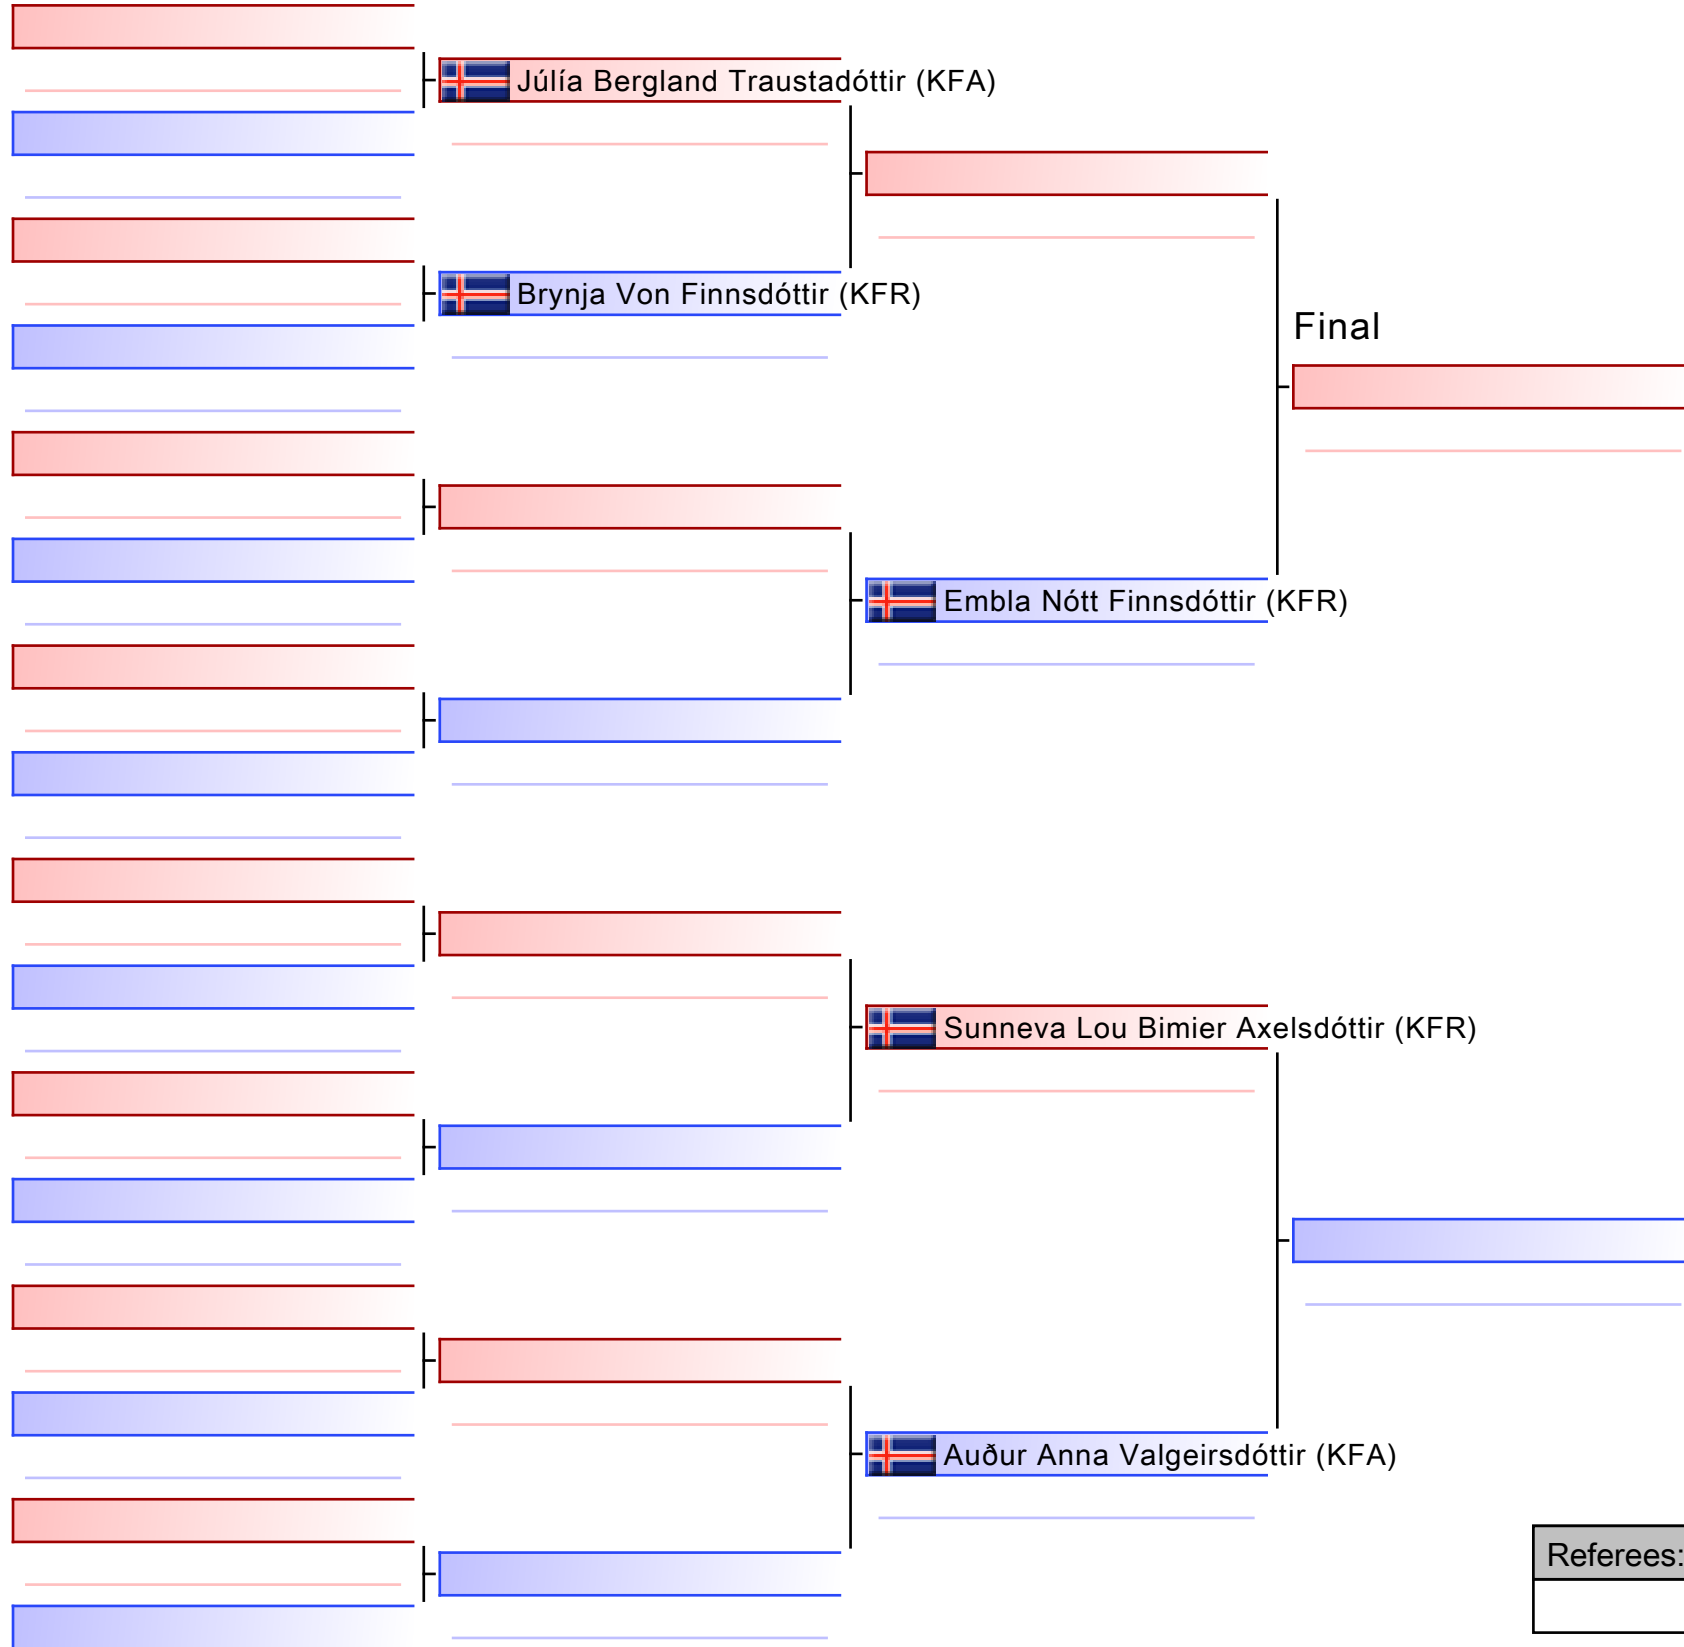 Júlía Bergland Traustadóttir (KFA)
Brynja Von Finnsdóttir (KFR)
Final
Embla Nótt Finnsdóttir (KFR)
Sunneva Lou Bimier Axelsdóttir (KFR)
Auður Anna Valgeirsdóttir (KFA)
Referees: